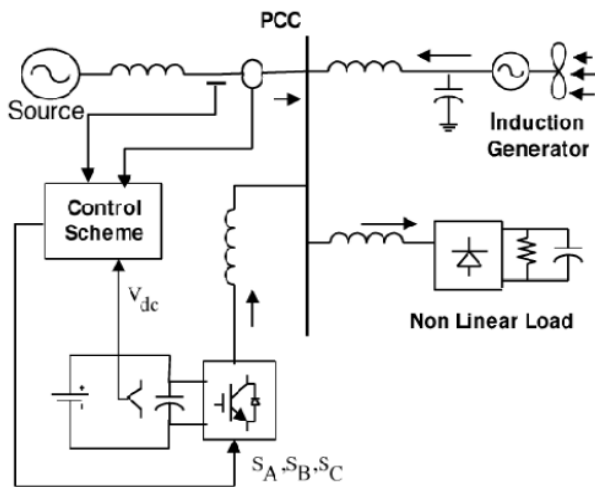 PCC
Source
Induction
Generator
Control
Scheme
Vdc
Non Linear Load
SA,SB,SC